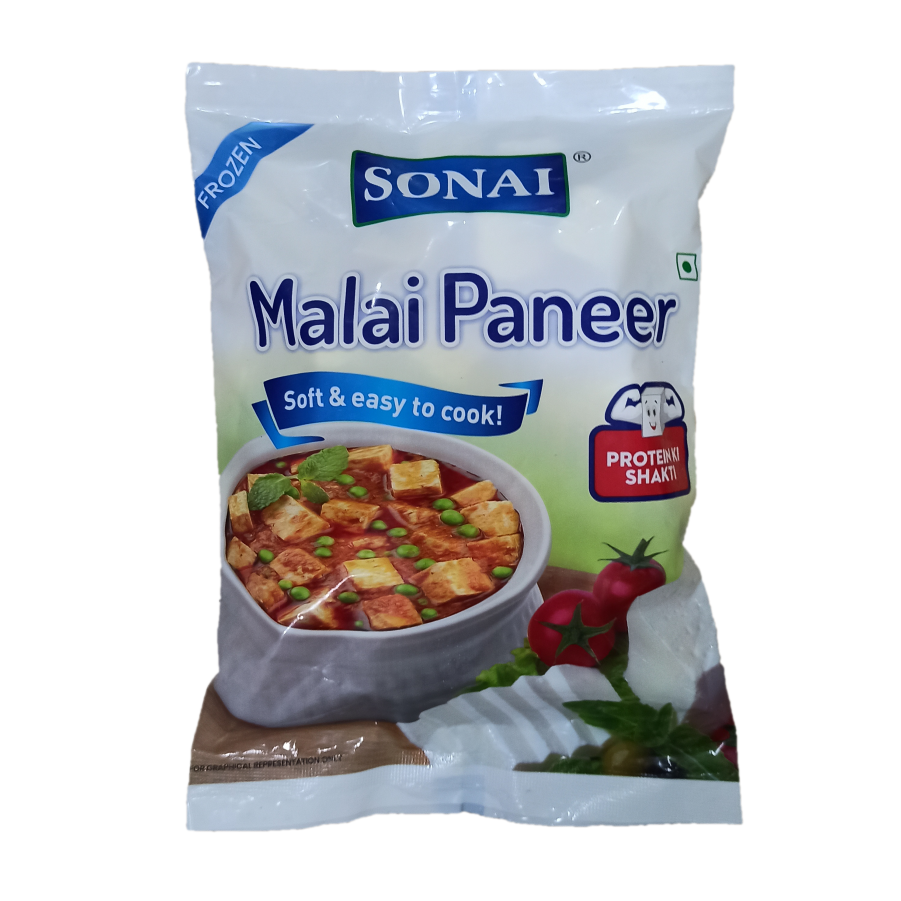 FROZEN
SONAI ®
Malai Paneer
Soft & easy to cook!
PROTEIN KI
SHAKTI
FOR GRAPHICAL REPRESENTATION ONLY